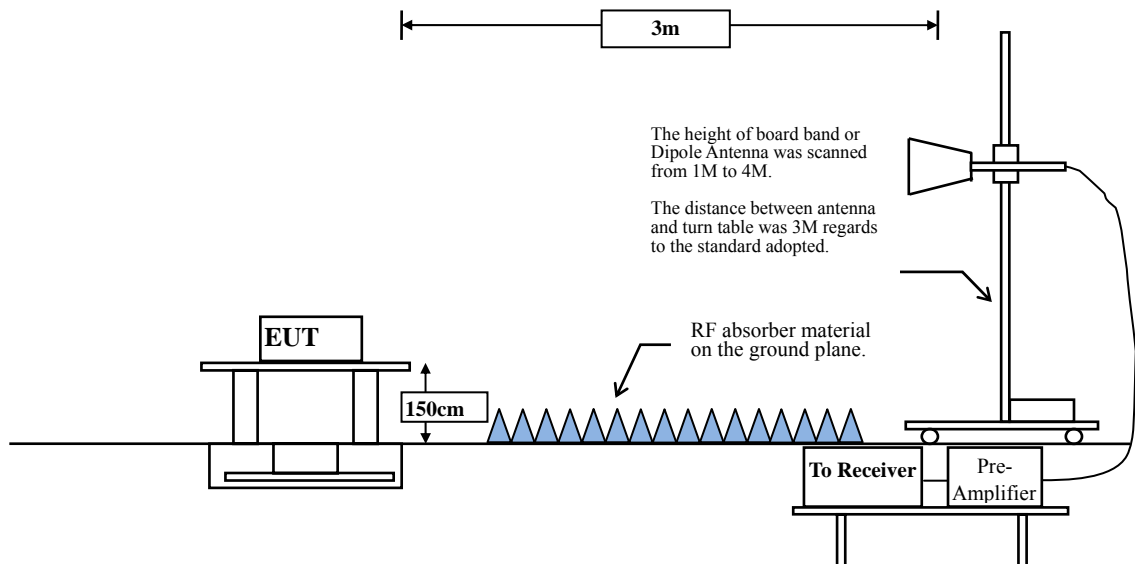 3m
The height of board band or
Dipole Antenna was scanned
from 1M to 4M.
The distance between antenna
and turn table was 3M regards
to the standard adopted.
EUT
RF absorber material
on the ground plane.
150cm
To Receiver
Pre-
Amplifier